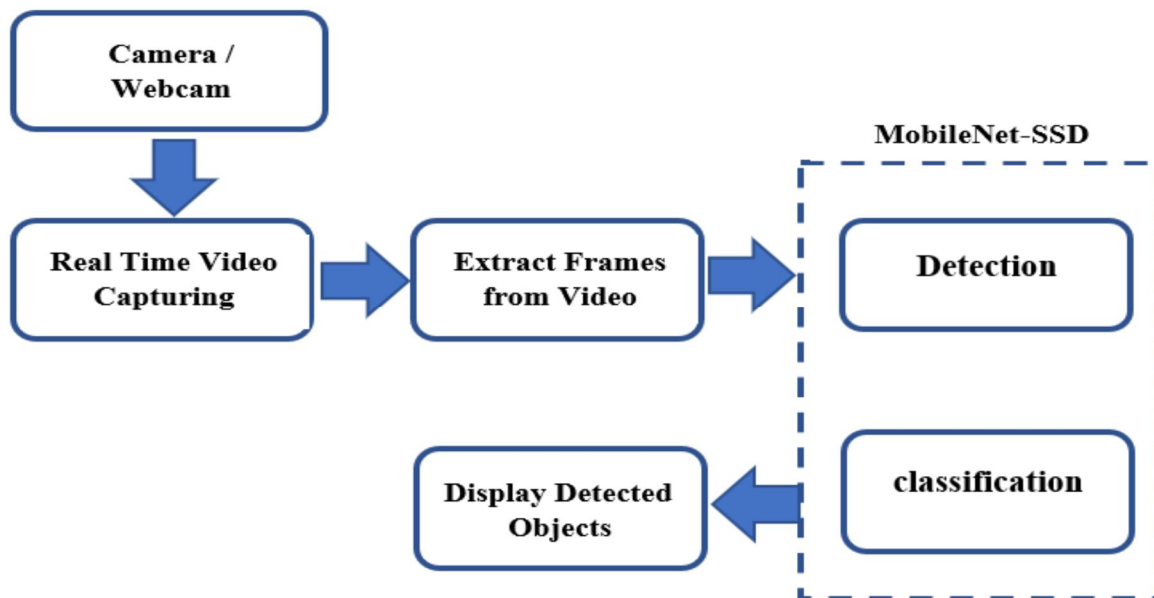 Camera /
Webcam
MobileNet-SSD
Real Time Video
Capturing
Extract Frames
from Video
Detection
Display Detected
Objects
classification